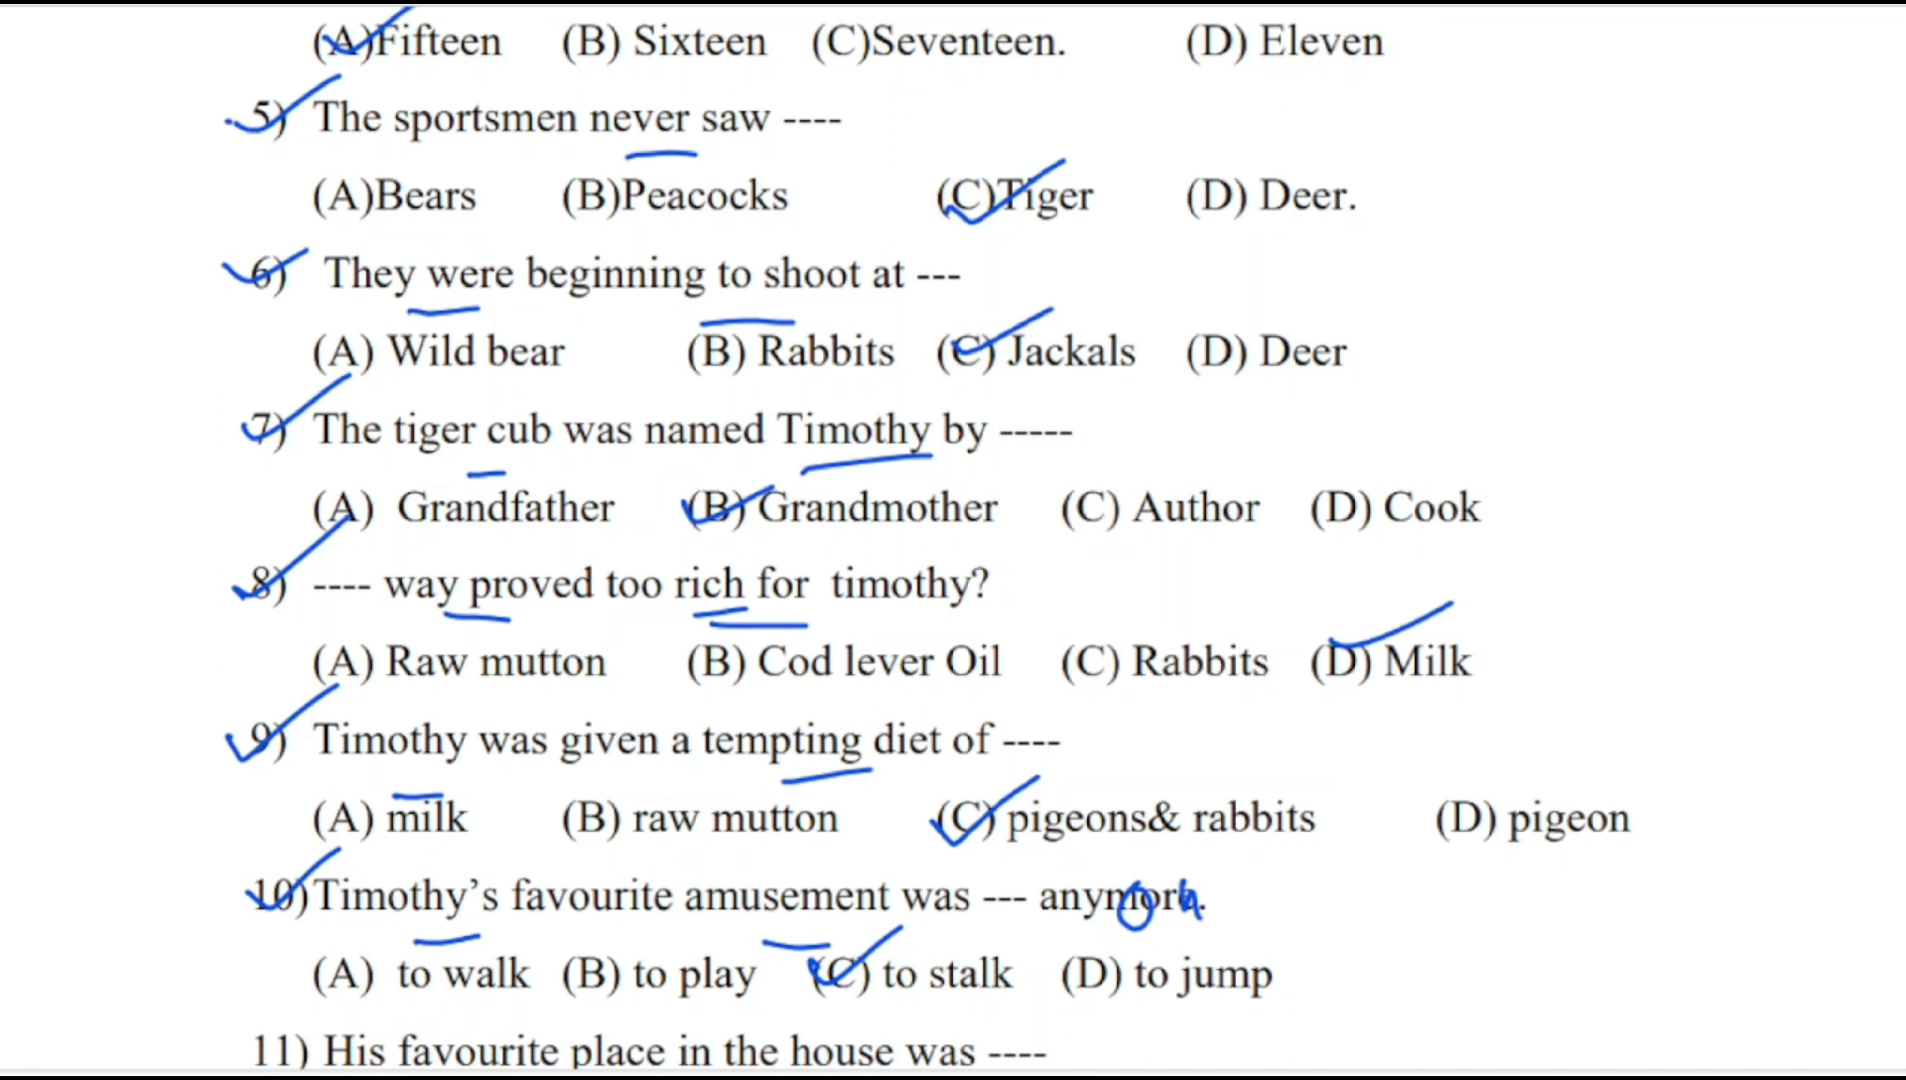 (A)Fifteen (B) Sixteen (C)Seventeen. (D) Eleven
5) The sportsmen never saw ----
(A)Bears (B)Peacocks (C)Tiger (D) Deer.
6) They were beginning to shoot at ---
(A) Wild bear (B) Rabbits (C) Jackals (D) Deer
7) The tiger cub was named Timothy by -----
(A) Grandfather (B) Grandmother (C) Author (D) Cook
8) ---- way proved too rich for timothy?
(A) Raw mutton (B) Cod lever Oil (C) Rabbits (D) Milk
9) Timothy was given a tempting diet of ----
(A) milk (B) raw mutton (C) pigeons& rabbits (D) pigeon
10) Timothy's favourite amusement was --- anymore.
(A) to walk (B) to play (C) to stalk (D) to jump
11) His favourite place in the house was ----